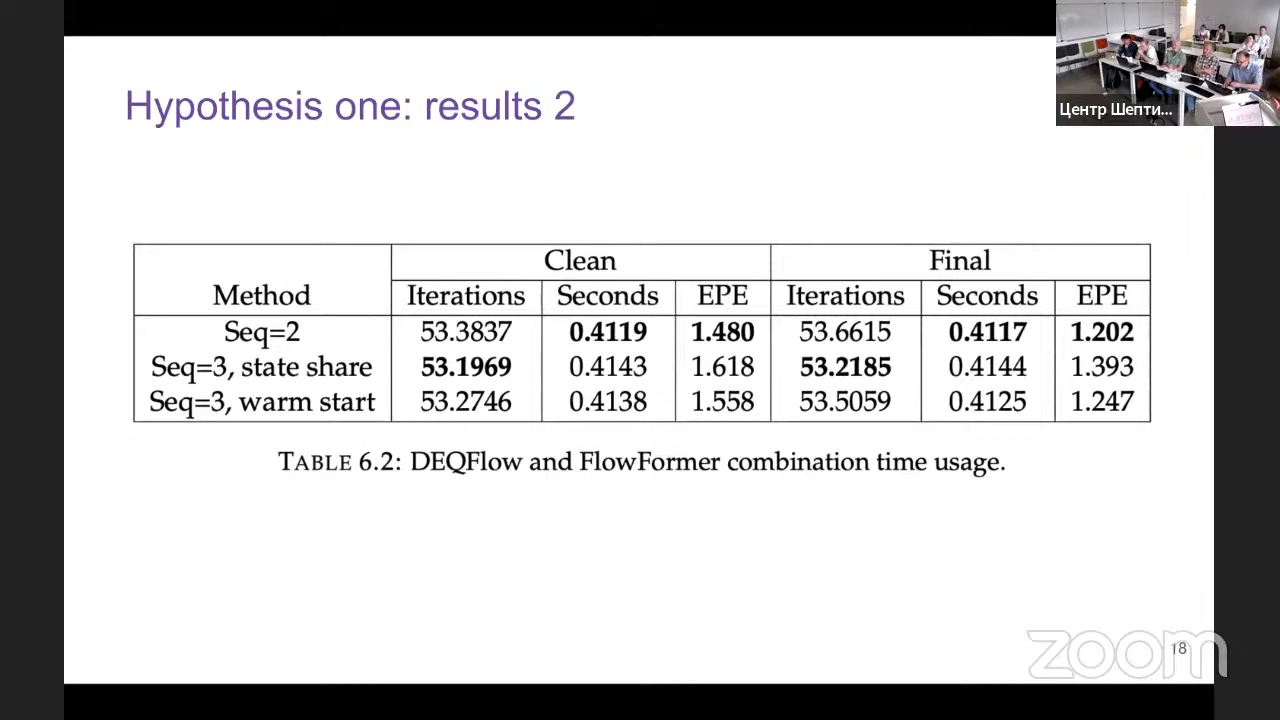 Центр Шепти...
Hypothesis one: results 2
Clean Final
Method Iterations Seconds EPE Iterations Seconds EPE
Seq=2 53.3837 0.4119 1.480 53.6615 0.4117 1.202
Seq=3, state share 53.1969 0.4143 1.618 53.2185 0.4144 1.393
Seq=3, warm start 53.2746 0.4138 1.558 53.5059 0.4125 1.247
TABLE 6.2: DEQFlow and FlowFormer combination time usage.
zoom
18